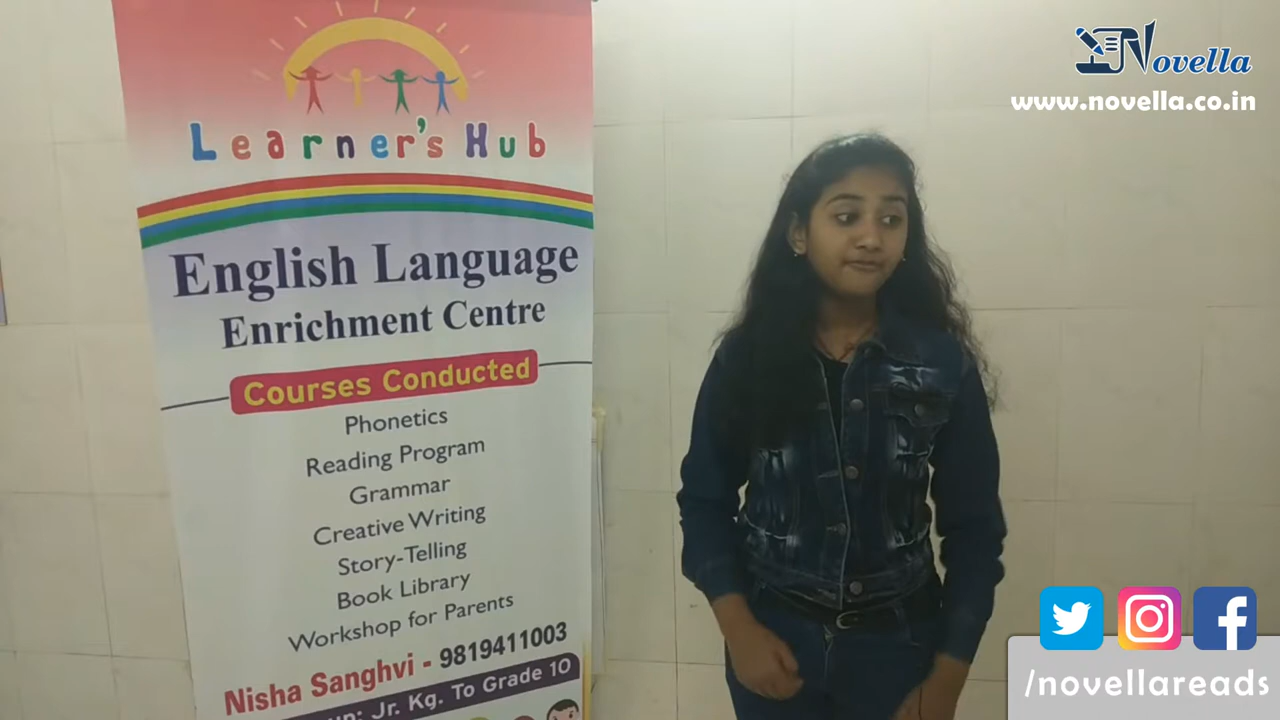 Learner's Hub
English Language
Enrichment Centre
Courses Conducted
Phonetics
Reading Program
Grammar
Creative Writing
Story-Telling
Book Library
Workshop for Parents
Nisha Sanghvi - 9819411003
Jr. Kg. To Grade 10
Novella
www.novella.co.in
/novellareads